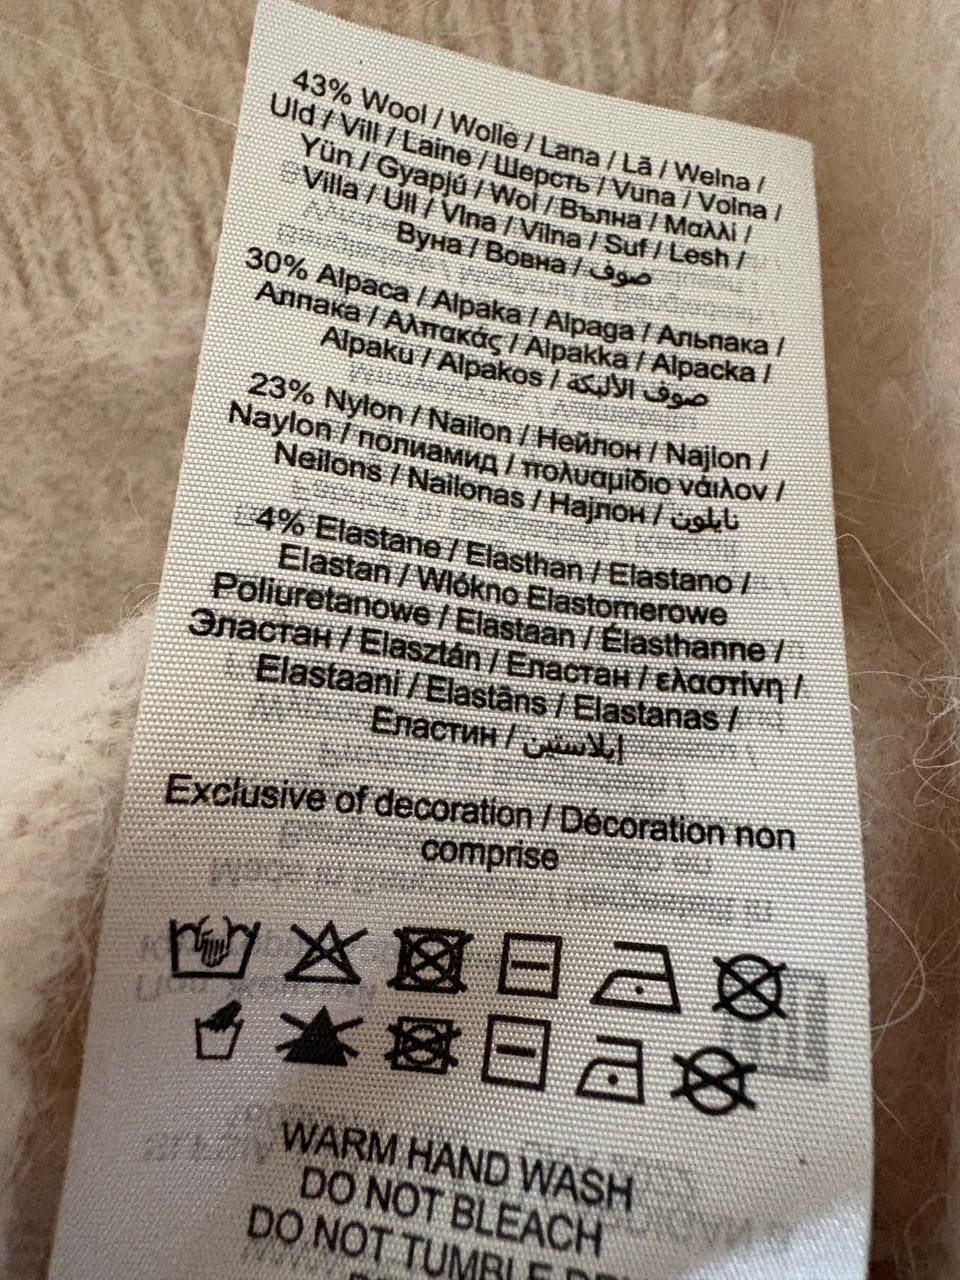 43% Wool / Wolle / Lana / Lã / Welna /
Uld / Vill / Laine / Шерсть / Vuna / Volna /
Yün / Gyapjú / Wol / Вълна / Μαλλί /
Villa / Ull / Vlna / Vilna / Suf / Lesh /
Вуна / Вовна / صوف
30% Alpaca / Alpaka / Alpaga / Альпака /
Алпака / Αλπακάς / Alpakka / Alpacka /
Alpaku / Alpakos / صوف الألبكة
23% Nylon / Nailon / Нейлон / Najlon /
Naylon / полиамид / πολυαμίδιο νάιλον /
Neilons / Nailonas / Најлон / نايلون
4% Elastane / Elasthan / Elastano /
Elastan / Wlókno Elastomerowe
Poliuretanowe / Elastaan / Élasthanne /
Эластан / Elasztán / Еластан / ελαστίνη /
Elastaani / Elastāns / Elastanas /
Еластин / إيلاستين
Exclusive of decoration / Décoration non
comprise
WARM HAND WASH
DO NOT BLEACH
DO NOT TUMBLE